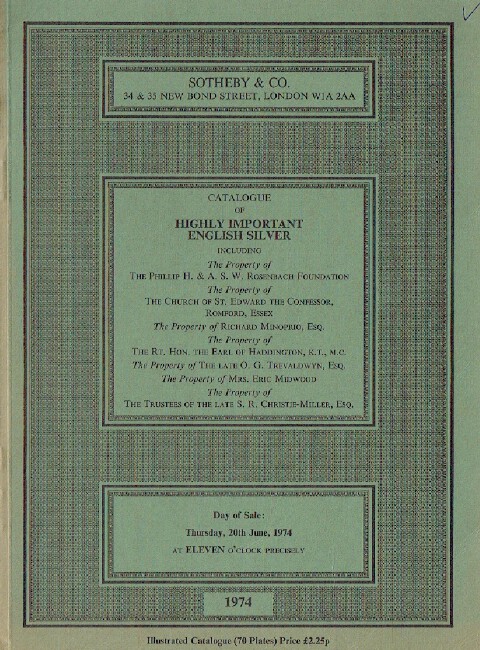 SOTHEBY & CO.
34 & 35 NEW BOND STREET, LONDON W1A 2AA
CATALOGUE
OF
HIGHLY IMPORTANT
ENGLISH SILVER
INCLUDING
The Property of
THE PHILLIP H. & A. S. W. ROSENBACH FOUNDATION
The Property of
THE CHURCH OF ST. EDWARD THE CONFESSOR,
ROMFORD, ESSEX
The Property of RICHARD MINOPRIO, ESQ.
The Property of
THE RT. HON. THE EARL OF HADDINGTON, K.T., M.C.
The Property of THE LATE O. G. TREVALDWYN, ESQ.
The Property of MRS. ERIC MIDWOOD
The Property of
THE TRUSTEES OF THE LATE S. R. CHRISTIE-MILLER, ESQ.
Day of Sale:
Thursday, 20th June, 1974
AT ELEVEN O'CLOCK PRECISELY
1974
Illustrated Catalogue (70 Plates) Price £2.25p